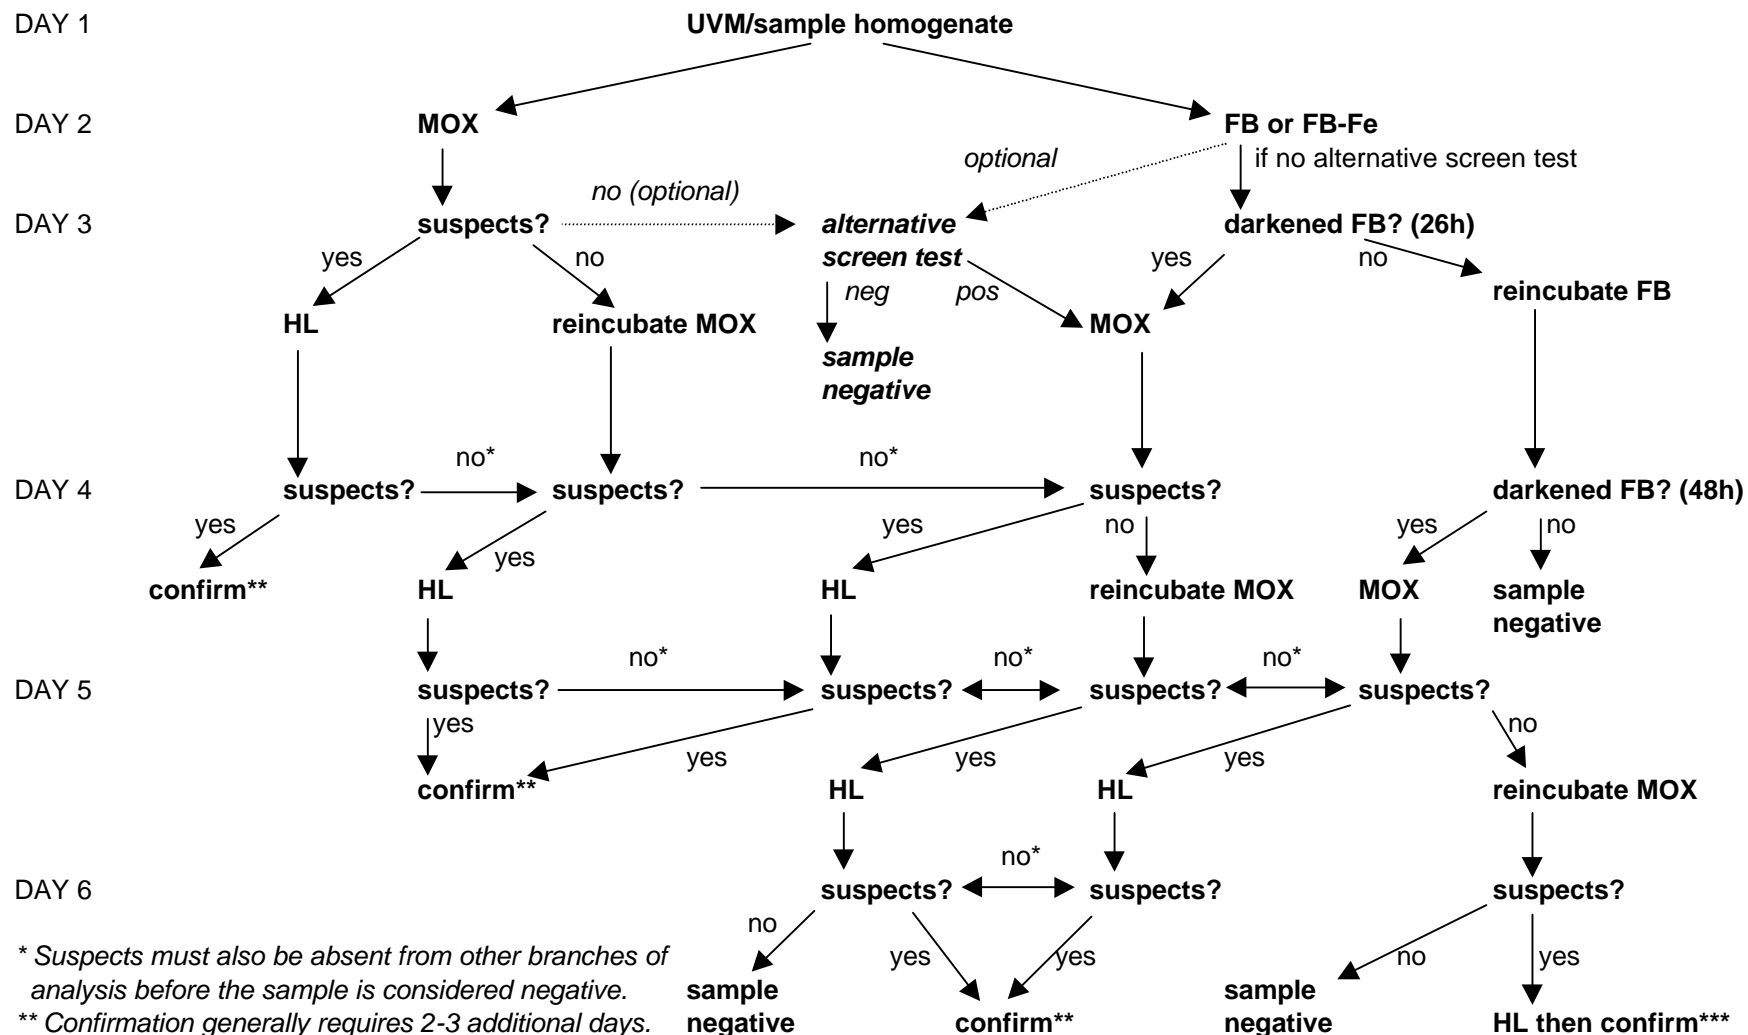 DAY 1
UVM/sample homogenate
DAY 2
MOX
FB or FB-Fe
optional
if no alternative screen test
no (optional)
DAY 3
suspects?
alternative
screen test
darkened FB? (26h)
yes
no
neg
pos
yes
no
reincubate FB
HL
reincubate MOX
MOX
sample
negative
no*
no*
DAY 4
suspects?
suspects?
suspects?
darkened FB? (48h)
yes
yes
yes
no
yes
no
confirm**
HL
HL
reincubate MOX
MOX
sample
negative
no*
no*
no*
DAY 5
suspects?
suspects?
suspects?
suspects?
yes
yes
yes
yes
no
confirm**
HL
HL
reincubate MOX
no*
DAY 6
suspects?
suspects?
suspects?
no
yes
yes
no
yes
* Suspects must also be absent from other branches of
analysis before the sample is considered negative.
** Confirmation generally requires 2-3 additional days.
sample
negative
confirm**
sample
negative
HL then confirm***